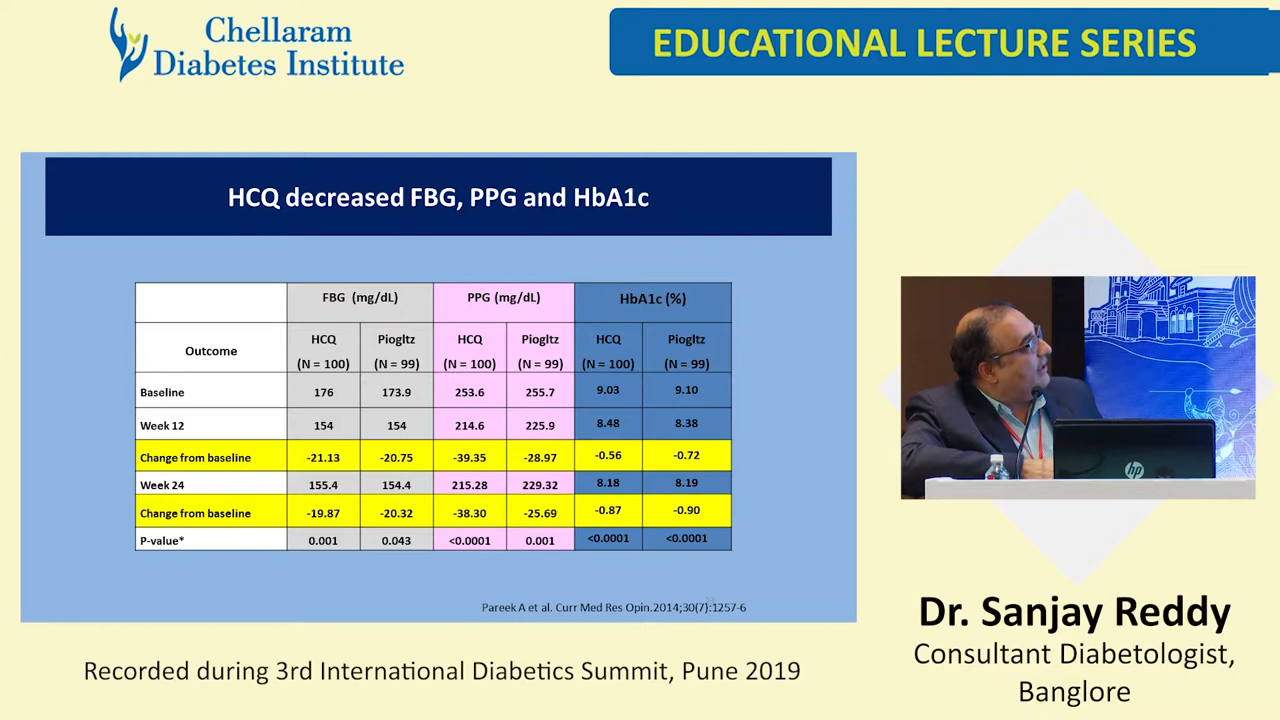 Chellaram
Diabetes Institute
EDUCATIONAL LECTURE SERIES
HCQ decreased FBG, PPG and HbA1c
FBG (mg/dL) PPG (mg/dL) HbA1c (%)
Outcome HCQ (N = 100) Piogltz (N = 99) HCQ (N = 100) Piogltz (N = 99) HCQ (N = 100) Piogltz (N = 99)
Baseline 176 173.9 253.6 255.7 9.03 9.10
Week 12 154 154 214.6 225.9 8.48 8.38
Change from baseline -21.13 -20.75 -39.35 -28.97 -0.56 -0.72
Week 24 155.4 154.4 215.28 229.32 8.18 8.19
Change from baseline -19.87 -20.32 -38.30 -25.69 -0.87 -0.90
P-value* 0.001 0.043 <0.0001 0.001 <0.0001 <0.0001
Pareek A et al. Curr Med Res Opin.2014;30(7):1257-6
hp
Dr. Sanjay Reddy
Consultant Diabetologist,
Banglore
Recorded during 3rd International Diabetics Summit, Pune 2019